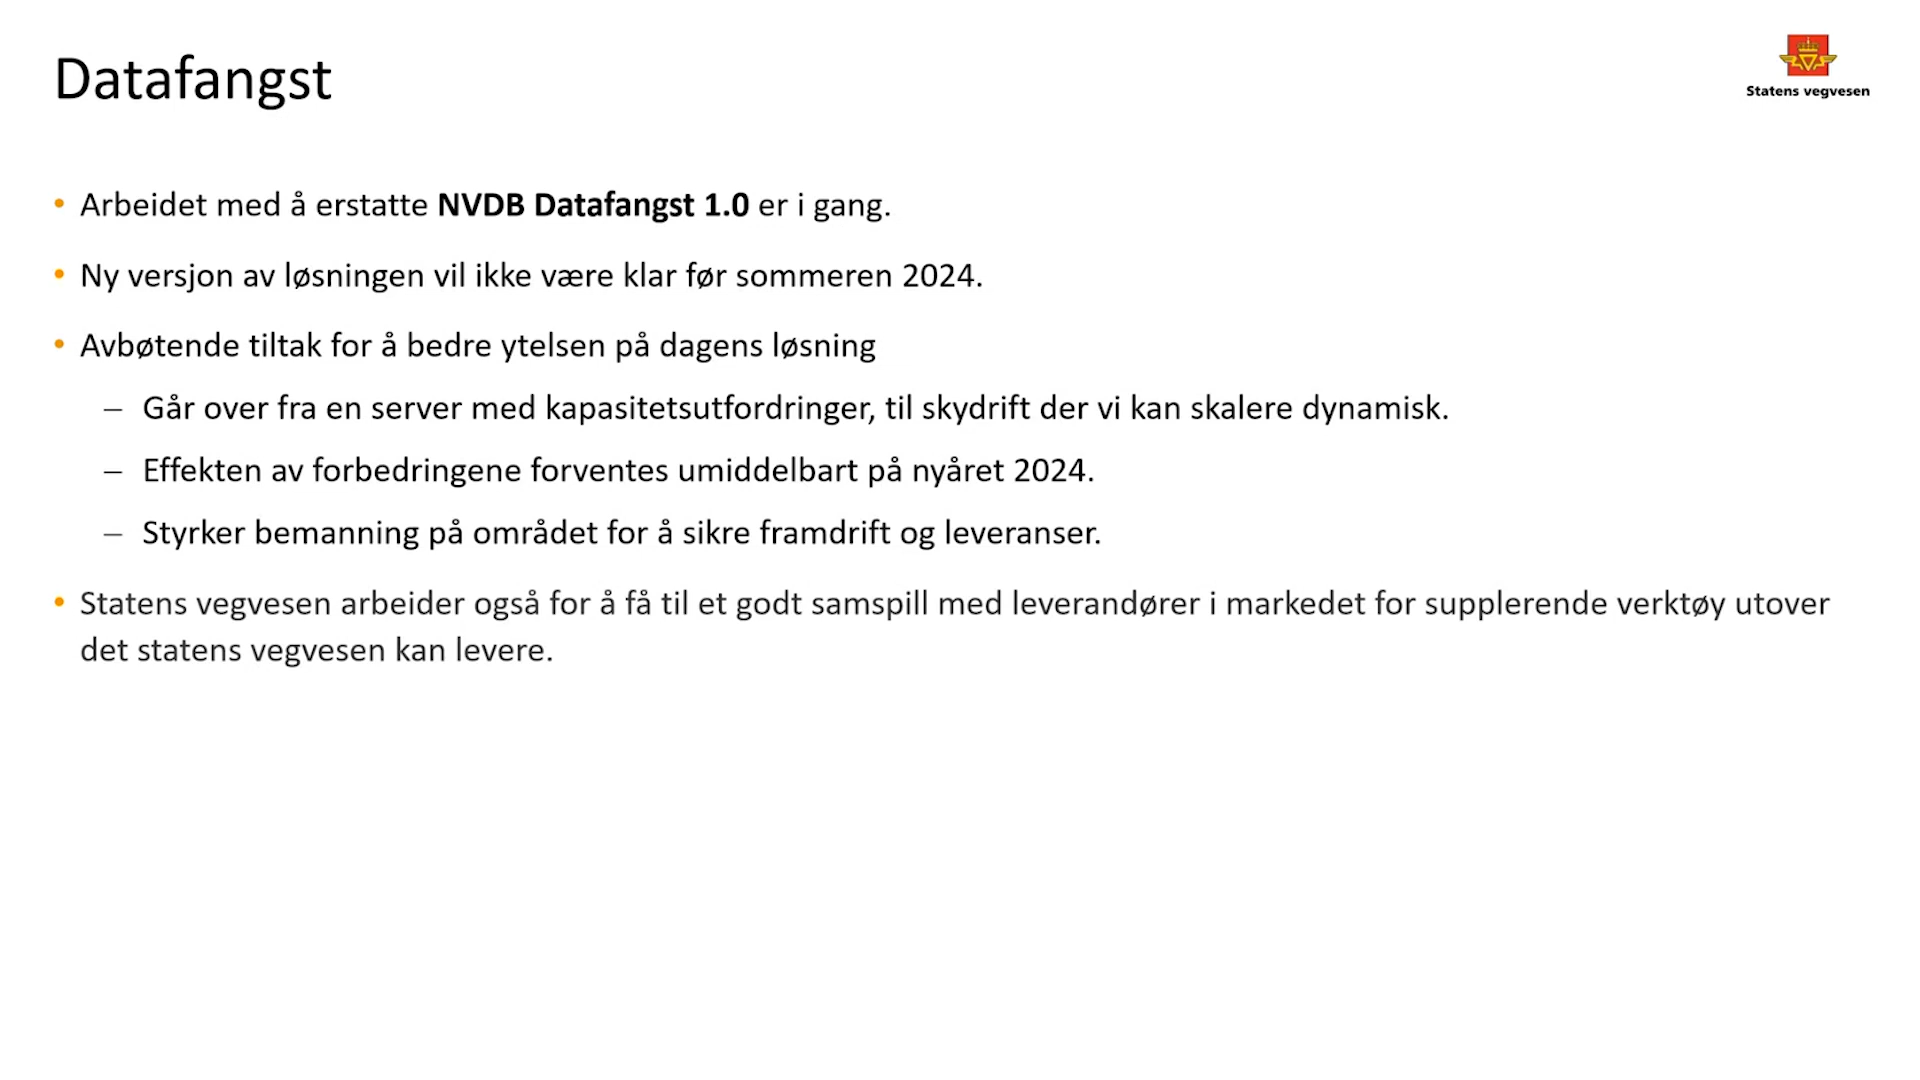 Datafangst
Statens vegvesen
• Arbeidet med å erstatte NVDB Datafangst 1.0 er i gang.
• Ny versjon av løsningen vil ikke være klar før sommeren 2024.
• Avbøtende tiltak for å bedre ytelsen på dagens løsning
– Går over fra en server med kapasitetsutfordringer, til skydrift der vi kan skalere dynamisk.
– Effekten av forbedringene forventes umiddelbart på nyåret 2024.
– Styrker bemanning på området for å sikre framdrift og leveranser.
• Statens vegvesen arbeider også for å få til et godt samspill med leverandører i markedet for supplerende verktøy utover
det statens vegvesen kan levere.